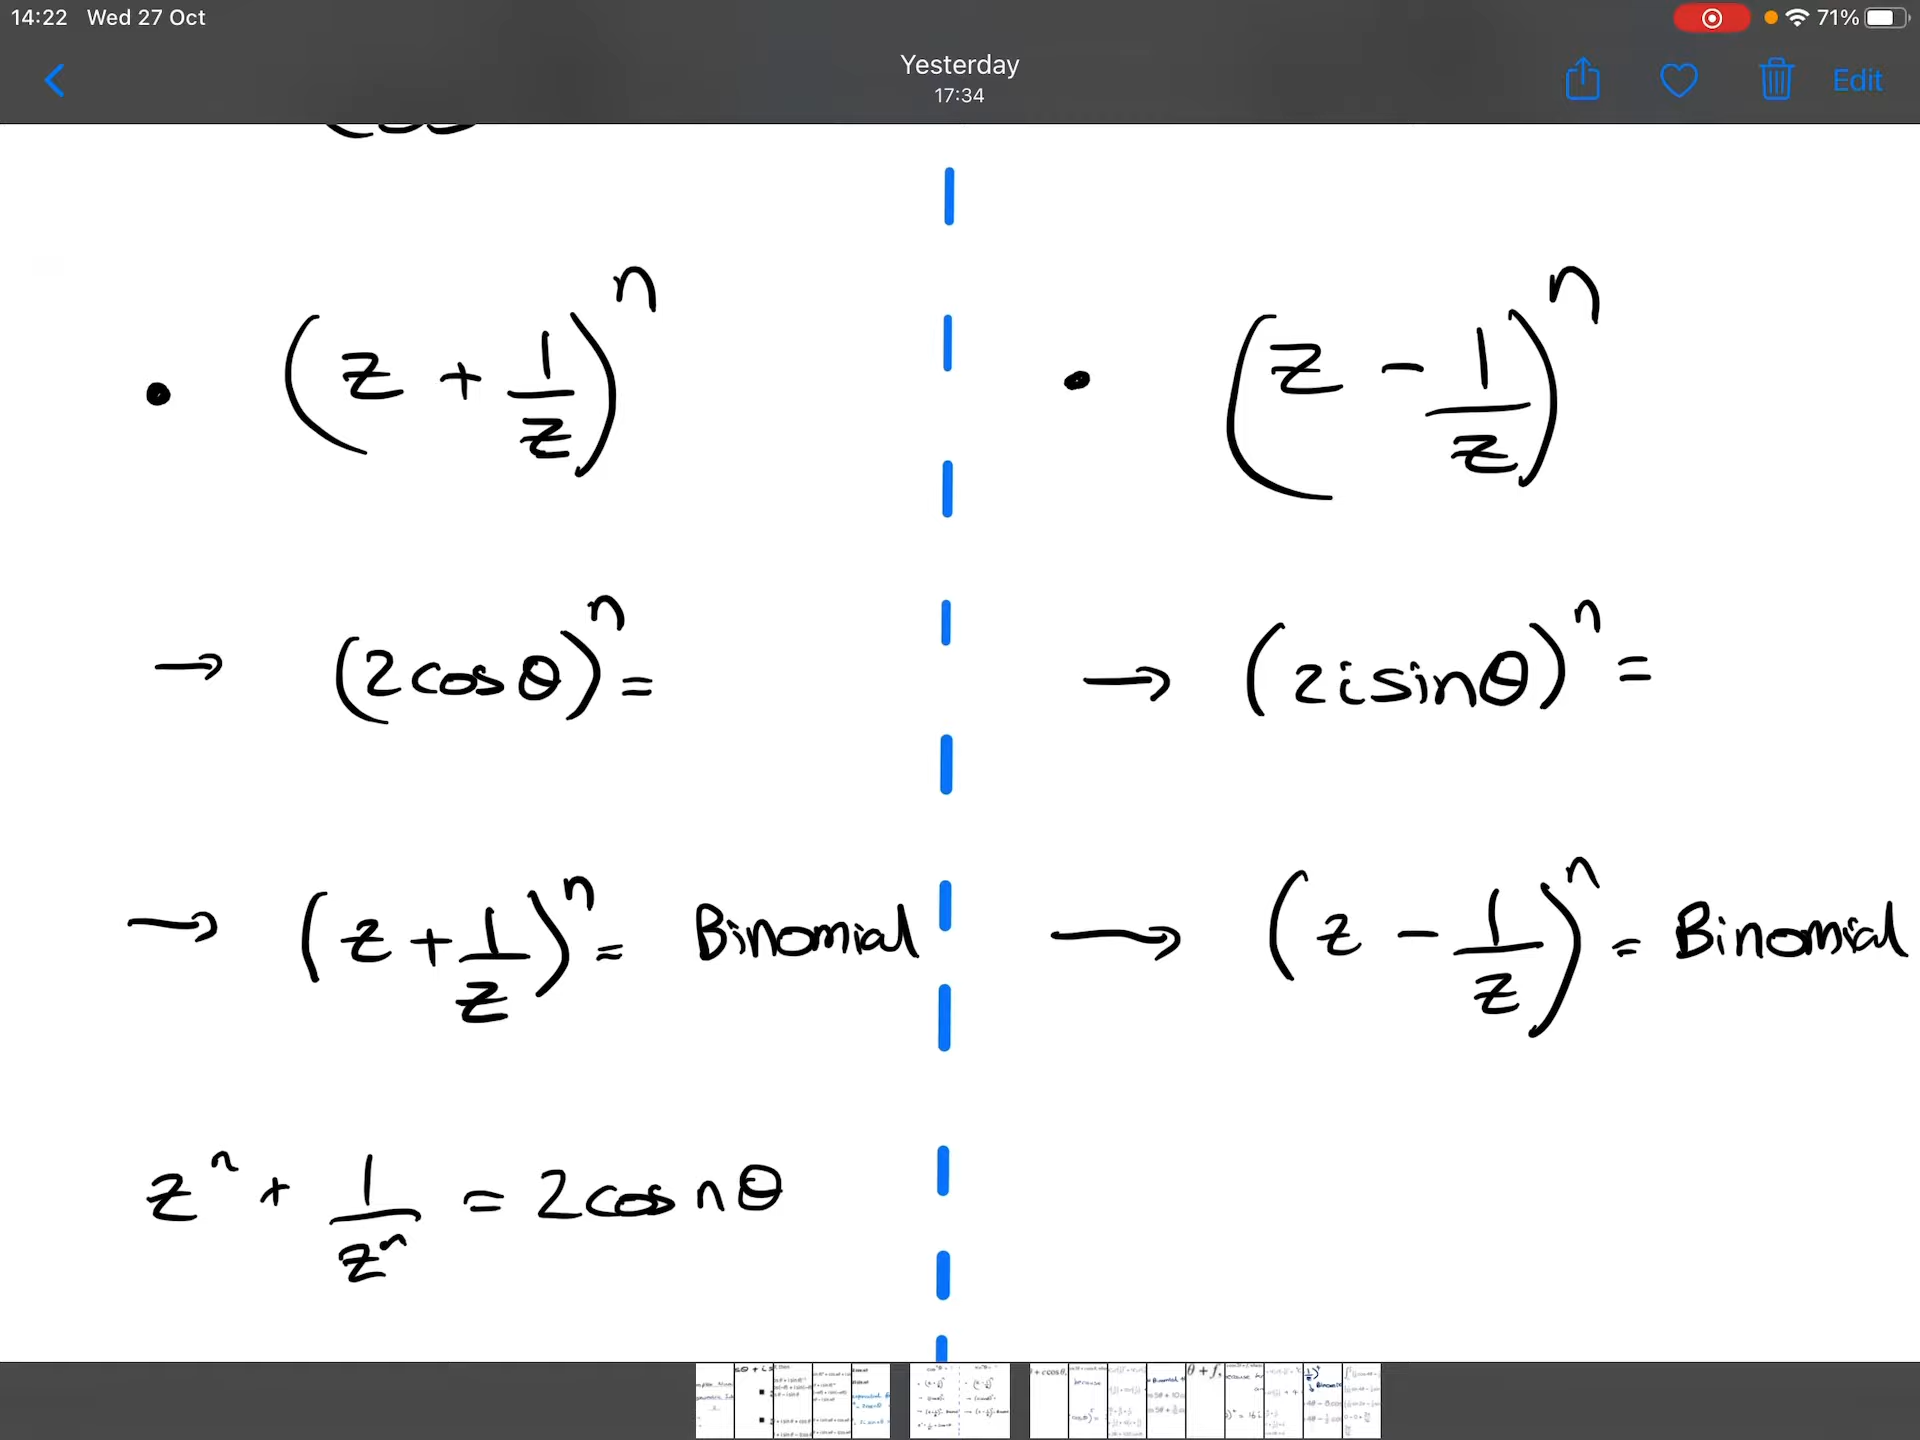 14:22 Wed 27 Oct
71%
Yesterday
17:34
Edit
• (z + 1/z)^n
→ (2cosθ)^n =
→ (z + 1/z)^n = Binomial
z^n + 1/z^n = 2cos nθ
• (z - 1/z)^n
→ (2isinθ)^n =
→ (z - 1/z)^n = Binomial